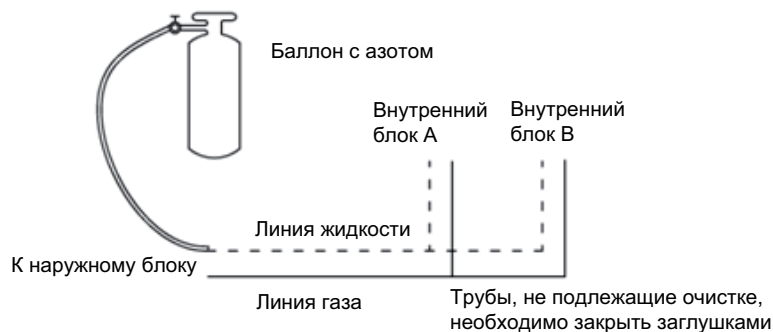 Баллон с азотом
Внутренний
блок A
Внутренний
блок B
Линия жидкости
К наружному блоку
Линия газа
Трубы, не подлежащие очистке,
необходимо закрыть заглушками